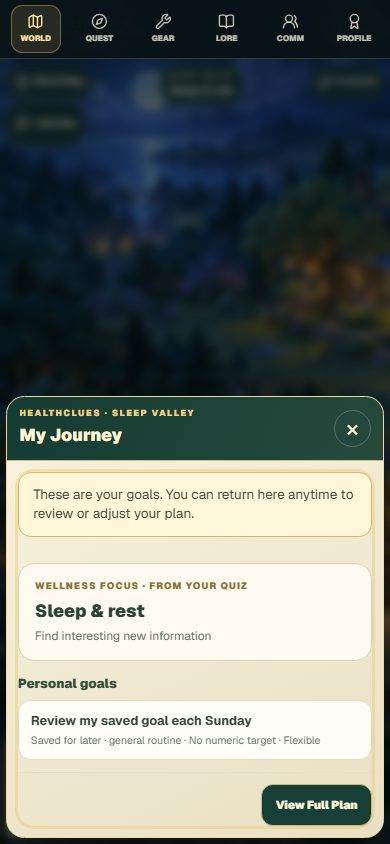 WORLD
QUEST
GEAR
LORE
COMM
PROFILE
HEALTHCLUES · SLEEP VALLEY
My Journey
These are your goals. You can return here anytime to
review or adjust your plan.
WELLNESS FOCUS · FROM YOUR QUIZ
Sleep & rest
Find interesting new information
Personal goals
Review my saved goal each Sunday
Saved for later · general routine · No numeric target · Flexible
View Full Plan